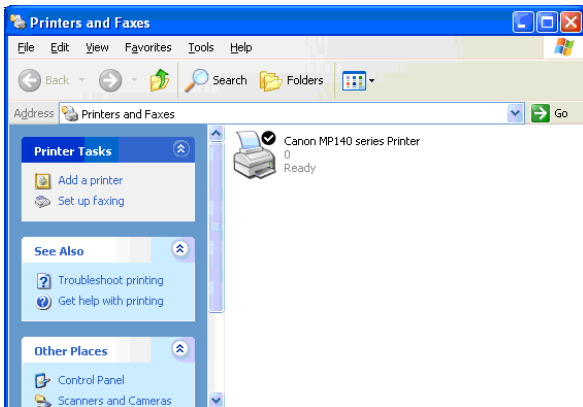 Printers and Faxes
File Edit View Favorites Tools Help
Back Search Folders
Address Printers and Faxes Go
Printer Tasks
Add a printer
Set up faxing
See Also
Troubleshoot printing
Get help with printing
Other Places
Control Panel
Scanners and Cameras
Canon MP140 series Printer
0
Ready